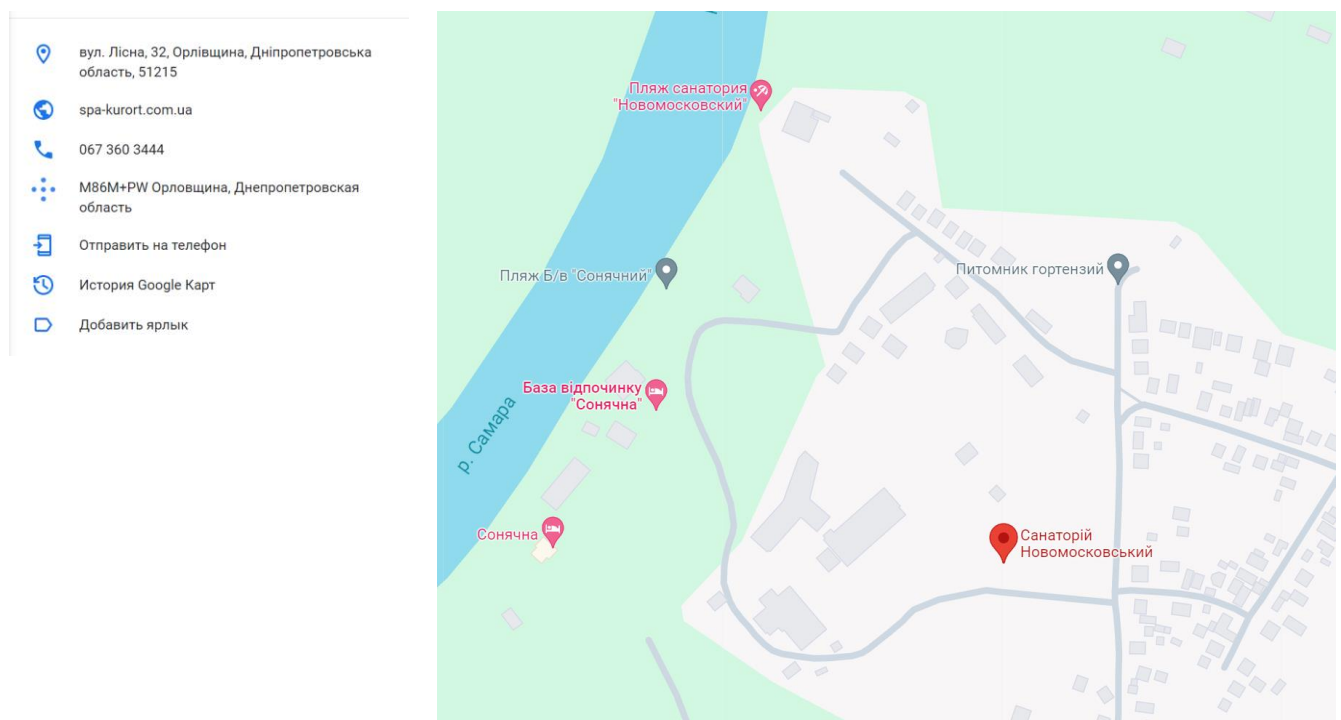 вул. Лісна, 32, Орлівщина, Дніпропетровська
область, 51215
spa-kurort.com.ua
067 360 3444
M86M+PW Орловщина, Днепропетровская
область
Отправить на телефон
История Google Карт
Добавить ярлык
Пляж санатория
"Новомосковский"
Пляж Б/в "Сонячний"
Питомник гортензий
База відпочинку
"Сонячна"
р. Самара
Сонячна
Санаторій
Новомосковський